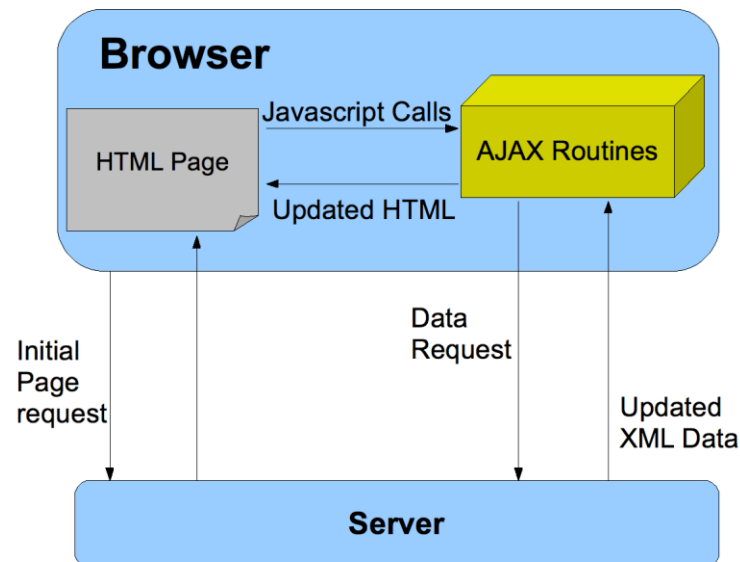 Browser
Javascript Calls
HTML Page
AJAX Routines
Updated HTML
Initial
Page
request
Data
Request
Updated
XML Data
Server